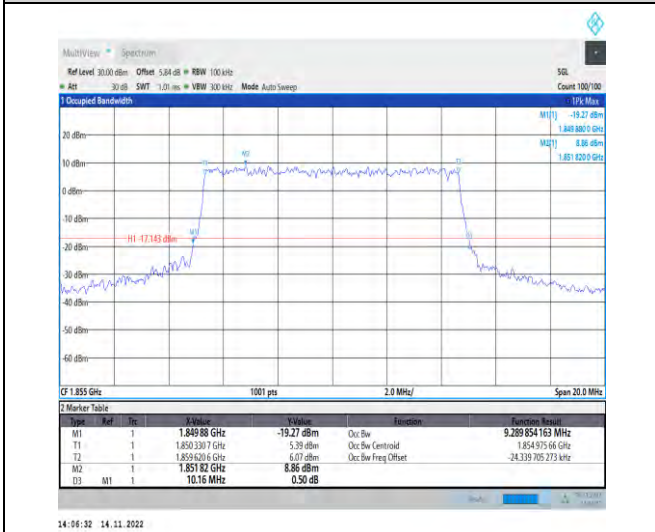 MultiView Spectrum
Ref Level 30.00 dBm Offset 5.84 dB RBW 100 kHz SGL
Att 30 dB SWT 1.01 ms VBW 300 kHz Mode Auto Sweep Count 100/100
1 Occupied Bandwidth 1Pk Max
M1[1] -19.27 dBm
1.849 880 0 GHz
M2[1] 8.86 dBm
1.851 820 0 GHz
20 dBm
10 dBm
0 dBm
-10 dBm
H1 -17.143 dBm
-20 dBm
-30 dBm
-40 dBm
-50 dBm
-60 dBm
M2
T1
CF 1.855 GHz 1001 pts 2.0 MHz/ Span 20.0 MHz
2 Marker Table
Type Ref Trc X-Value Y-Value Function Function Result
M1 1 1.849 88 GHz -19.27 dBm Occ Bw 9.289 854 163 MHz
T1 1 1.850 330 7 GHz 5.39 dBm Occ Bw Centroid 1.854 975 66 GHz
T2 1 1.859 620 6 GHz 6.07 dBm Occ Bw Freq Offset -24.339 705 273 kHz
M2 1 1.851 82 GHz 8.86 dBm
D3 M1 1 10.16 MHz 0.50 dB
14:06:32 14.11.2022